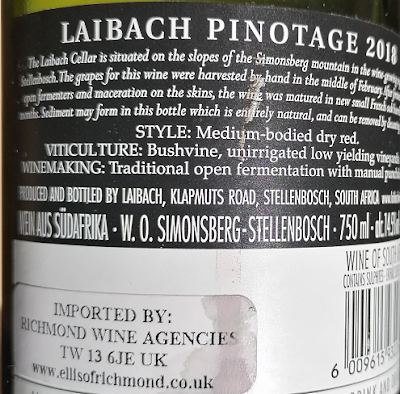 LAIBACH PINOTAGE 2018
The Laibach Cellar is situated on the slopes of the Simonsberg mountain in the wine-growing
Stellenbosch. The grapes for this wine were harvested by hand in the middle of February. After
open fermenters and maceration on the skins, the wine was matured in new small French oak
months. Sediment may form in this bottle which is entirely natural, and can be removed by
STYLE: Medium-bodied dry red.
VITICULTURE: Bushvine, unirrigated low yielding vineyards
WINEMAKING: Traditional open fermentation with manual
PRODUCED AND BOTTLED BY LAIBACH, KLAPMUTS ROAD, STELLENBOSCH, SOUTH AFRICA
WEIN AUS SÜDAFRIKA · W. O. SIMONSBERG-STELLENBOSCH · 750 ml ·
WINE OF SOUTH
CONTAINS SULPHITES
IMPORTED BY:
RICHMOND WINE AGENCIES
TW 13 6JE UK
www.ellisofrichmond.co.uk
6 009615
DRINK AND